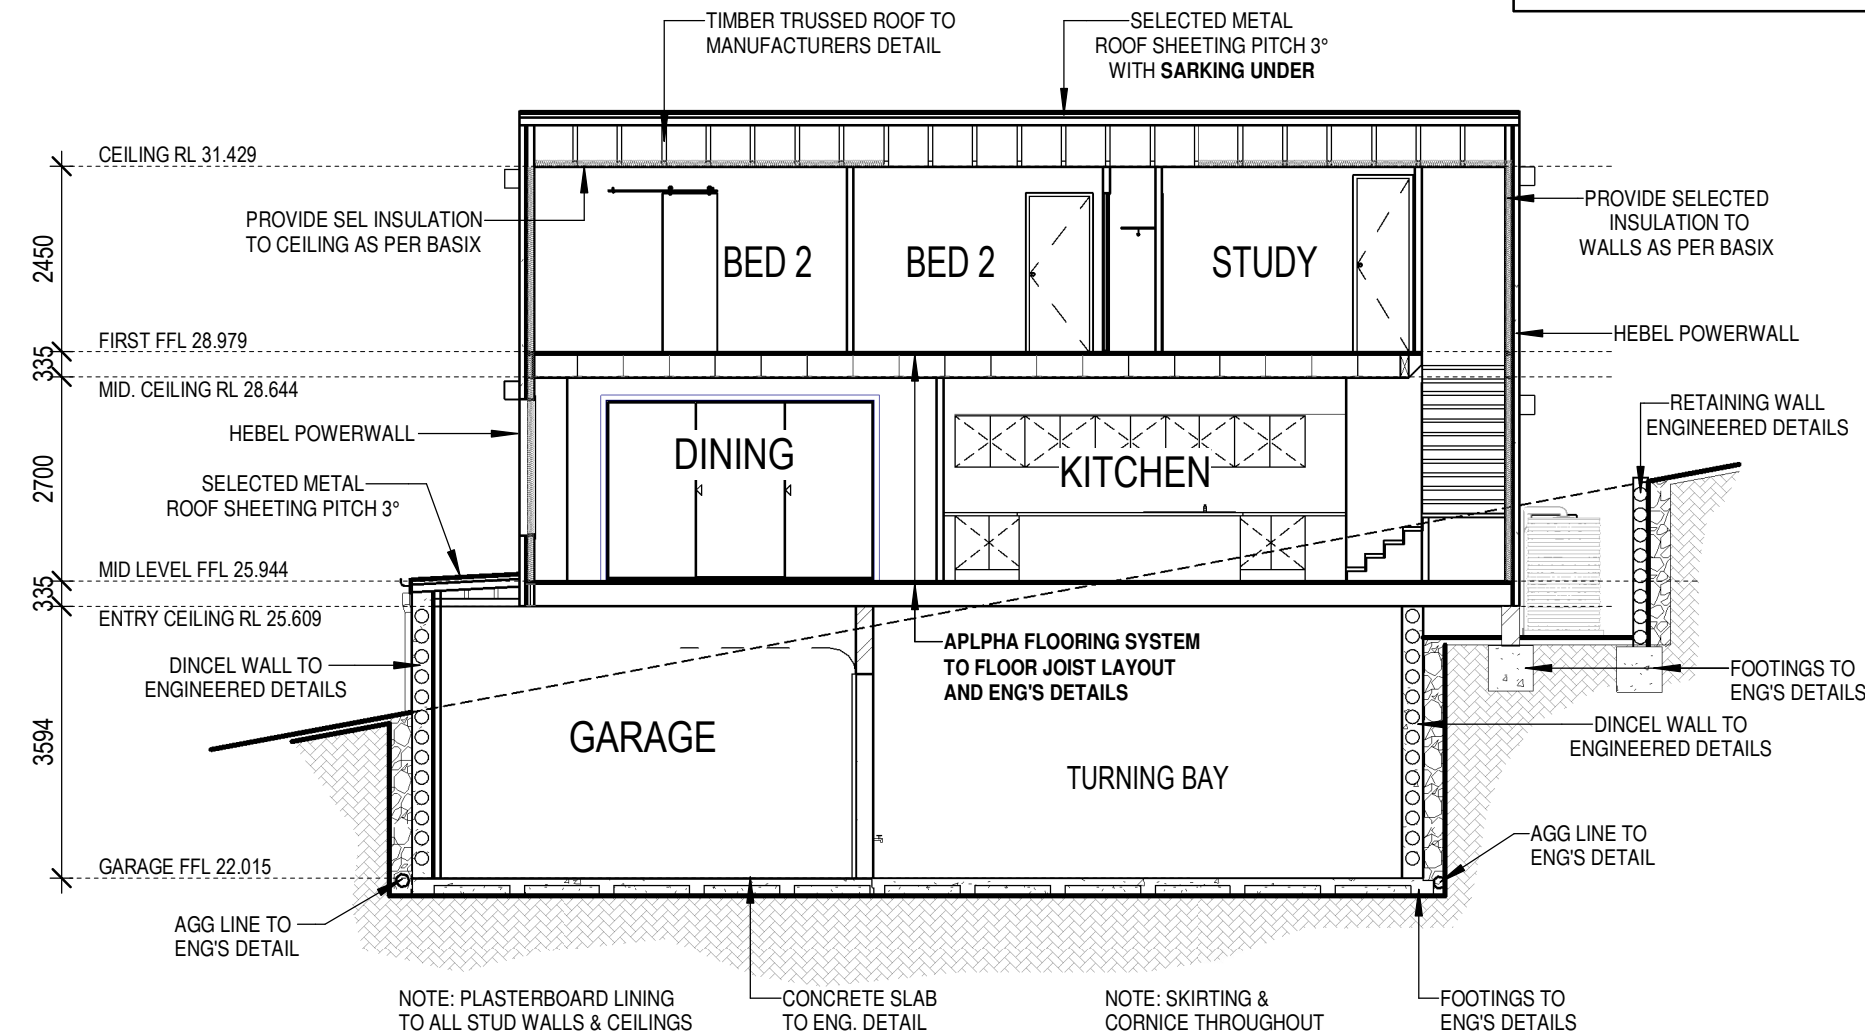 TIMBER TRUSSED ROOF TO
MANUFACTURERS DETAIL
SELECTED METAL
ROOF SHEETING PITCH 3°
WITH SARKING UNDER
CEILING RL 31.429
PROVIDE SEL INSULATION
TO CEILING AS PER BASIX
PROVIDE SELECTED
INSULATION TO
WALLS AS PER BASIX
2450
BED 2
BED 2
STUDY
FIRST FFL 28.979
HEBEL POWERWALL
335
MID. CEILING RL 28.644
HEBEL POWERWALL
RETAINING WALL
ENGINEERED DETAILS
2700
DINING
KITCHEN
SELECTED METAL
ROOF SHEETING PITCH 3°
MID LEVEL FFL 25.944
335
ENTRY CEILING RL 25.609
APLPHA FLOORING SYSTEM
TO FLOOR JOIST LAYOUT
AND ENG'S DETAILS
DINCEL WALL TO
ENGINEERED DETAILS
FOOTINGS TO
ENG'S DETAILS
3594
GARAGE
TURNING BAY
DINCEL WALL TO
ENGINEERED DETAILS
GARAGE FFL 22.015
AGG LINE TO
ENG'S DETAIL
AGG LINE TO
ENG'S DETAIL
NOTE: PLASTERBOARD LINING
TO ALL STUD WALLS & CEILINGS
CONCRETE SLAB
TO ENG. DETAIL
NOTE: SKIRTING &
CORNICE THROUGHOUT
FOOTINGS TO
ENG'S DETAILS